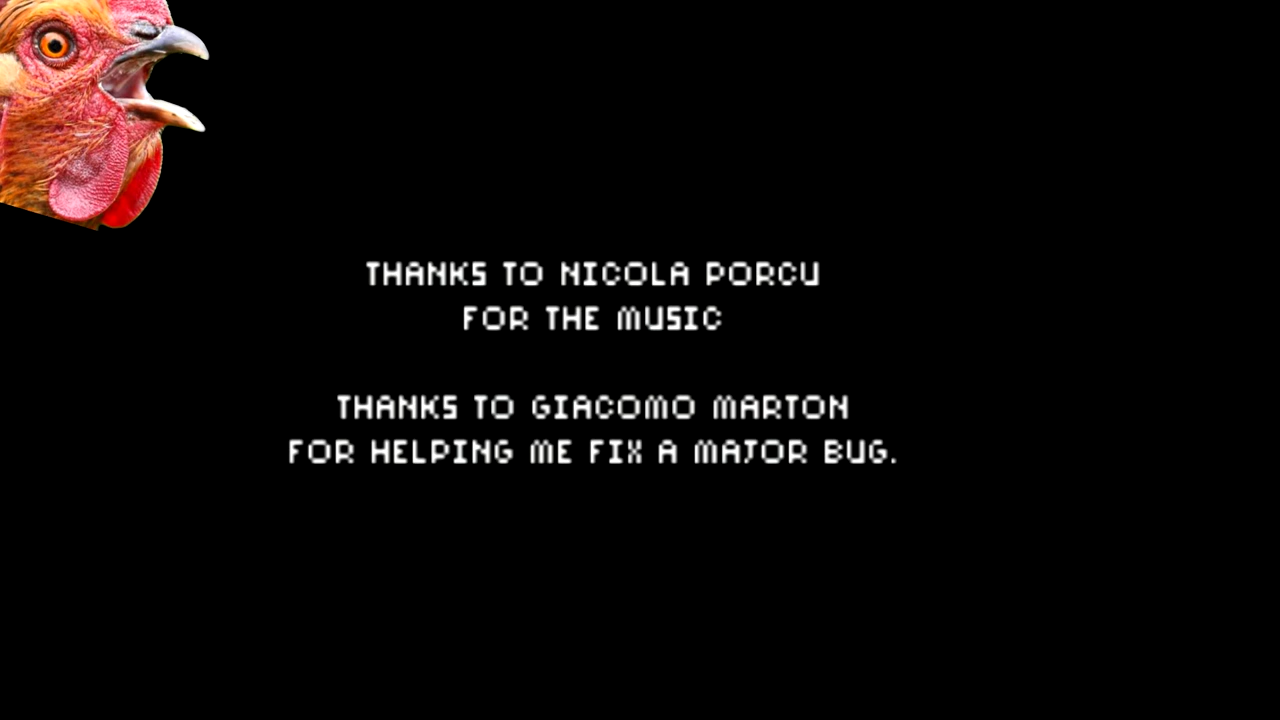 THANKS TO NICOLA PORCU
FOR THE MUSIC
THANKS TO GIACOMO MARTON
FOR HELPING ME FIX A MAJOR BUG.